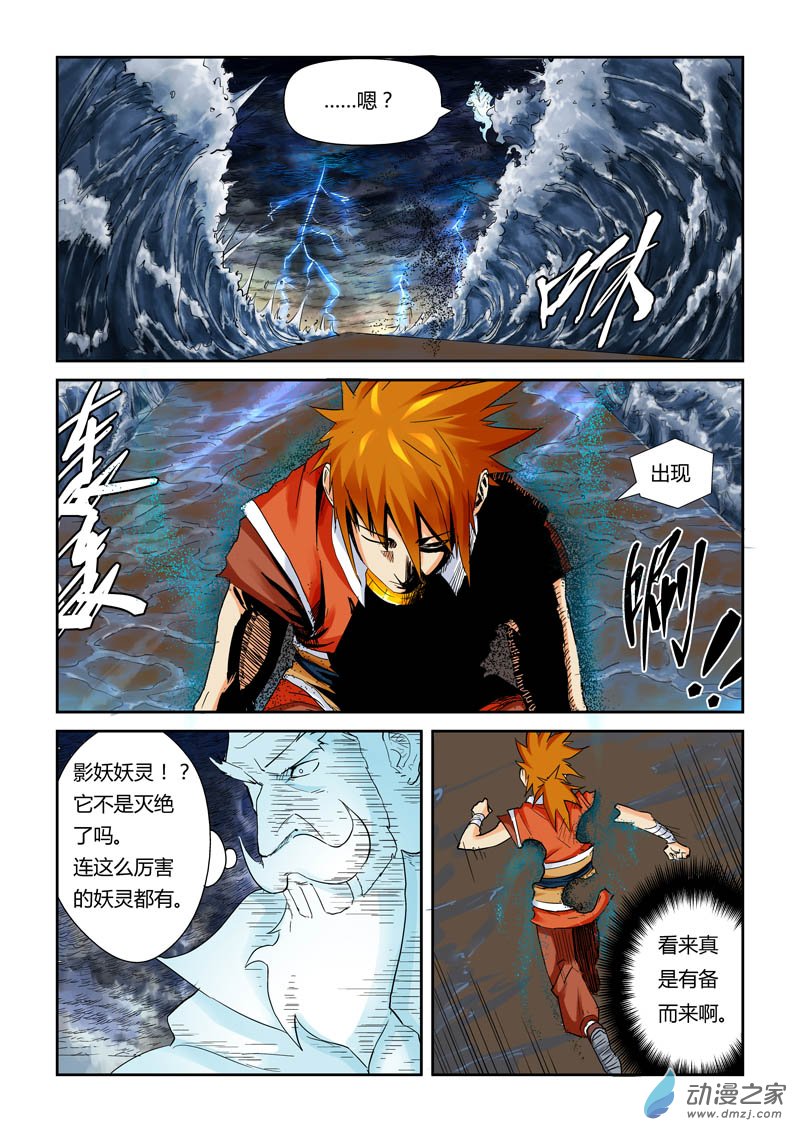 ……嗯？
咻
轰
轰
出现
唰!!
影妖妖灵！？
它不是灭绝
了吗。
连这么厉害
的妖灵都有。
看来真
是有备
而来啊。
动漫之家
www.dmzj.com